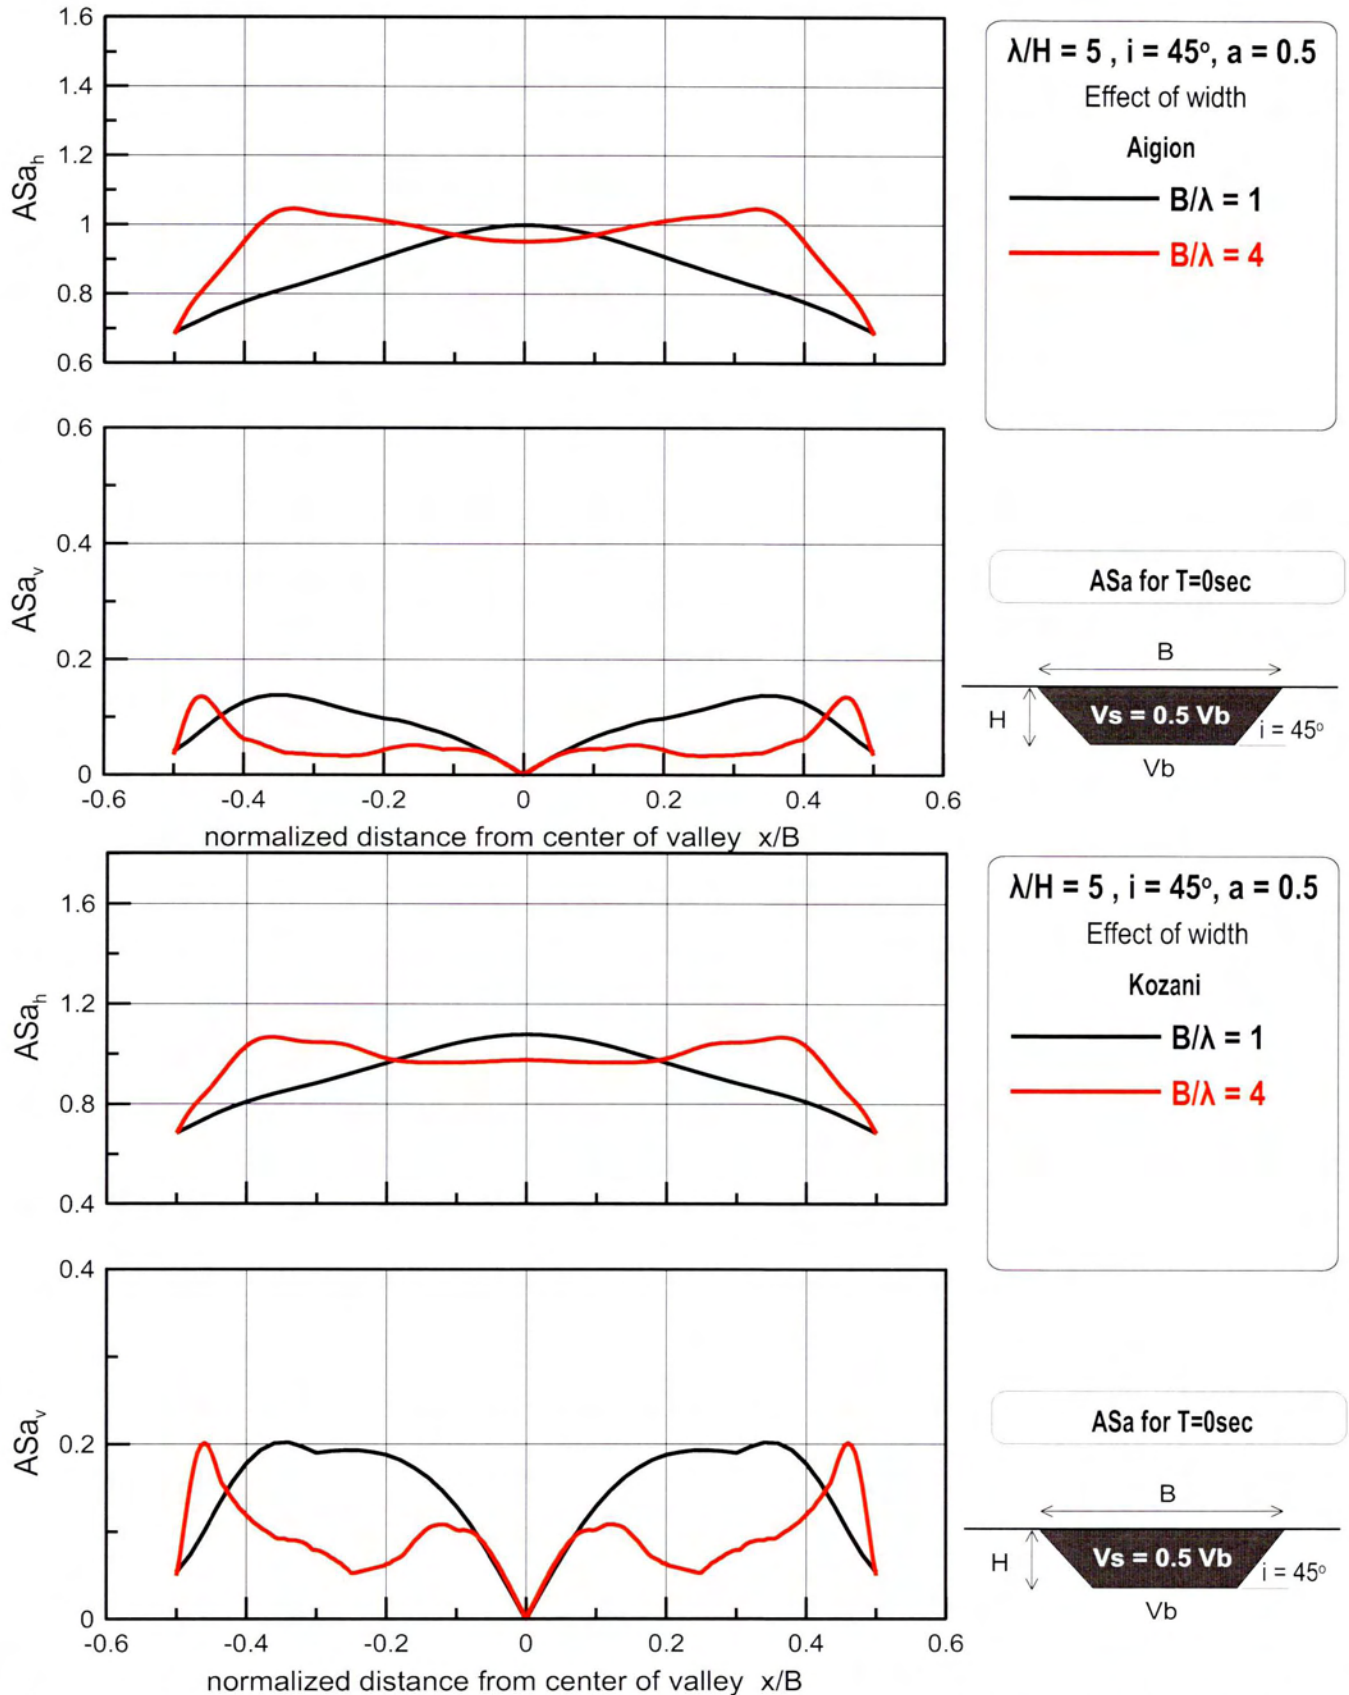 1.6
1.4
1.2
1
0.8
0.6
ASaₕ
λ/H = 5 , i = 45º, a = 0.5
Effect of width
Aigion
B/λ = 1
B/λ = 4
0.6
0.4
0.2
0
ASaᵥ
-0.6 -0.4 -0.2 0 0.2 0.4 0.6
normalized distance from center of valley x/B
ASa for T=0sec
B
H
Vs = 0.5 Vb
i = 45º
Vb
1.6
1.2
0.8
0.4
ASaₕ
λ/H = 5 , i = 45º, a = 0.5
Effect of width
Kozani
B/λ = 1
B/λ = 4
0.4
0.2
0
ASaᵥ
-0.6 -0.4 -0.2 0 0.2 0.4 0.6
normalized distance from center of valley x/B
ASa for T=0sec
B
H
Vs = 0.5 Vb
i = 45º
Vb